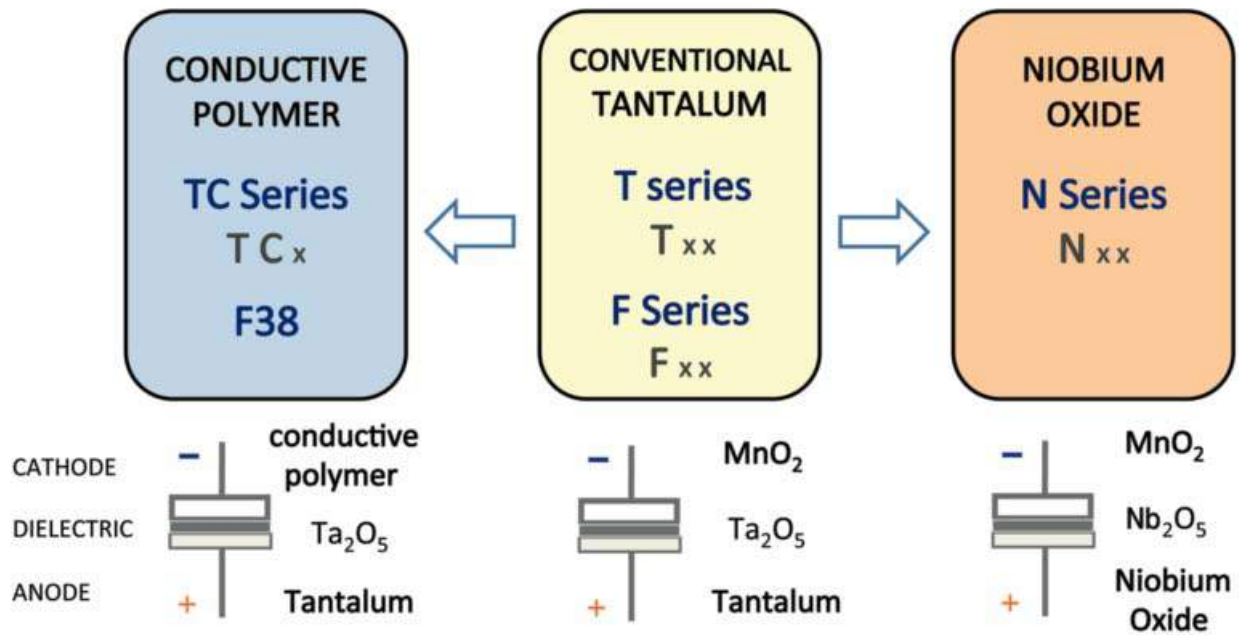 CONDUCTIVE
POLYMER
TC Series
T C x
F38
CONVENTIONAL
TANTALUM
T series
T x x
F Series
F x x
NIOBIUM
OXIDE
N Series
N x x
CATHODE
DIELECTRIC
ANODE
–
conductive
polymer
Ta₂O₅
+
Tantalum
–
MnO₂
Ta₂O₅
+
Tantalum
–
MnO₂
Nb₂O₅
+
Niobium
Oxide